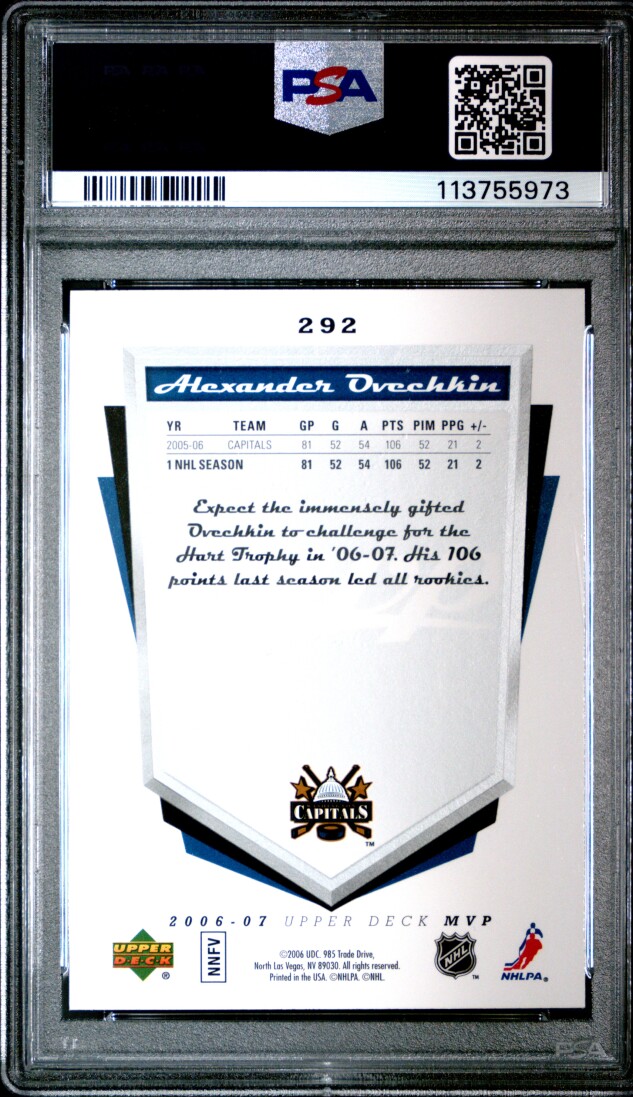 PSA
113755973
292
Alexander Ovechkin
YR TEAM GP G A PTS PIM PPG +/-
2005-06 CAPITALS 81 52 54 106 52 21 2
1 NHL SEASON 81 52 54 106 52 21 2
Expect the immensely gifted
Ovechkin to challenge for the
Hart Trophy in '06-07. His 106
points last season led all rookies.
CAPITALS
TM
2006-07 UPPER DECK MVP
UPPER
DECK
®
NNFV
©2006 UDC. 985 Trade Drive,
North Las Vegas, NV 89030. All rights reserved.
Printed in the USA. ©NHLPA. ©NHL.
NHL
TM
NHLPA®
PSA